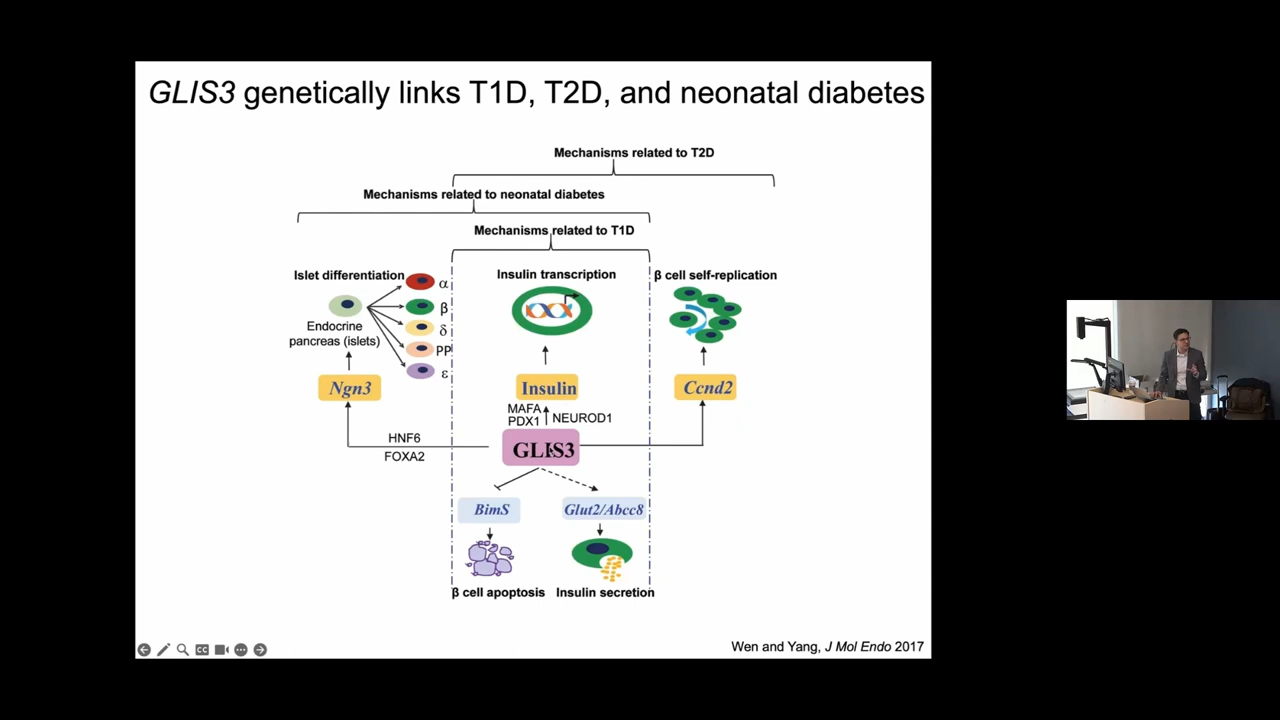 GLIS3 genetically links T1D, T2D, and neonatal diabetes
Mechanisms related to T2D
Mechanisms related to neonatal diabetes
Mechanisms related to T1D
Islet differentiation
Insulin transcription
β cell self-replication
α
β
δ
PP
ε
Endocrine
pancreas (islets)
Ngn3
Insulin
Ccnd2
MAFA
PDX1
NEUROD1
HNF6
FOXA2
GLIS3
BimS
Glut2/Abcc8
β cell apoptosis
Insulin secretion
CC
Wen and Yang, J Mol Endo 2017